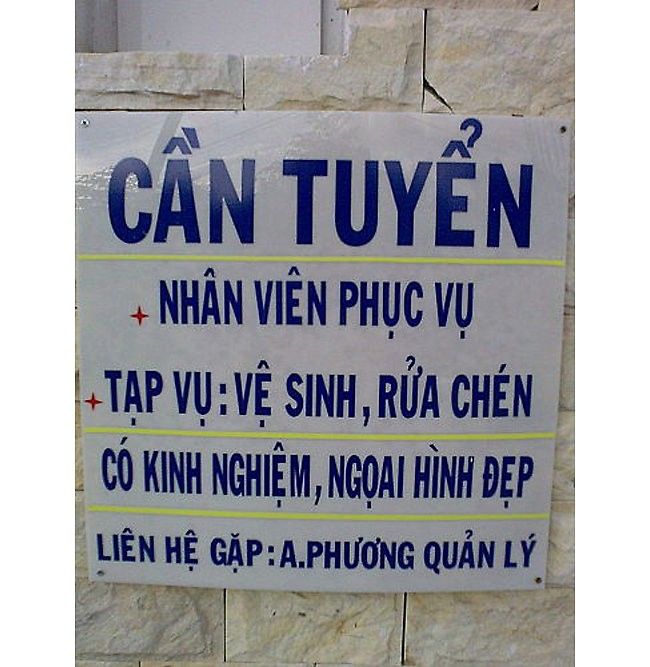 CẦN TUYỂN
NHÂN VIÊN PHỤC VỤ
TẠP VỤ: VỆ SINH, RỬA CHÉN
CÓ KINH NGHIỆM, NGOẠI HÌNH ĐẸP
LIÊN HỆ GẶP: A.PHƯƠNG QUẢN LÝ